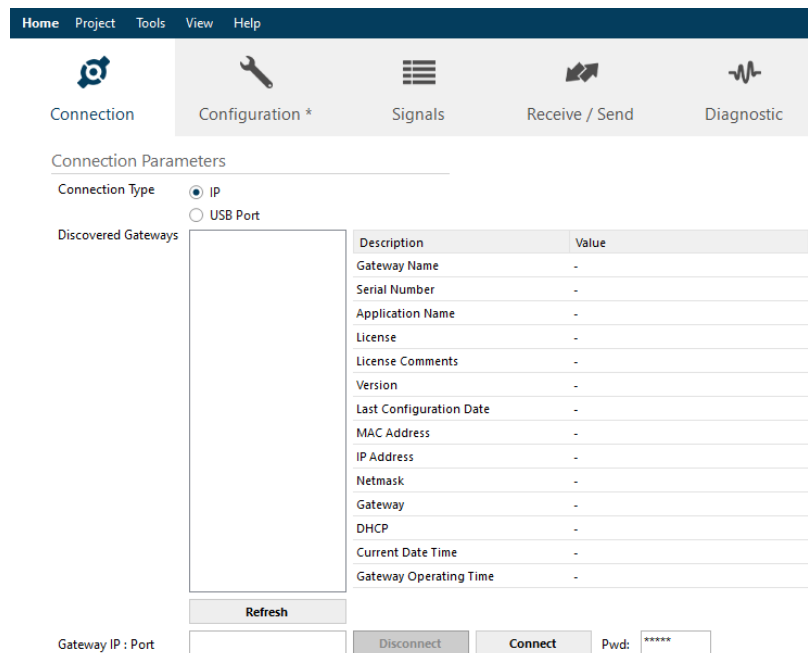 Home Project Tools View Help
Connection Configuration * Signals Receive / Send Diagnostic
Connection Parameters
Connection Type IP
USB Port
Discovered Gateways
Description Value
Gateway Name -
Serial Number -
Application Name -
License -
License Comments -
Version -
Last Configuration Date -
MAC Address -
IP Address -
Netmask -
Gateway -
DHCP -
Current Date Time -
Gateway Operating Time -
Refresh
Gateway IP : Port Disconnect Connect Pwd: *****